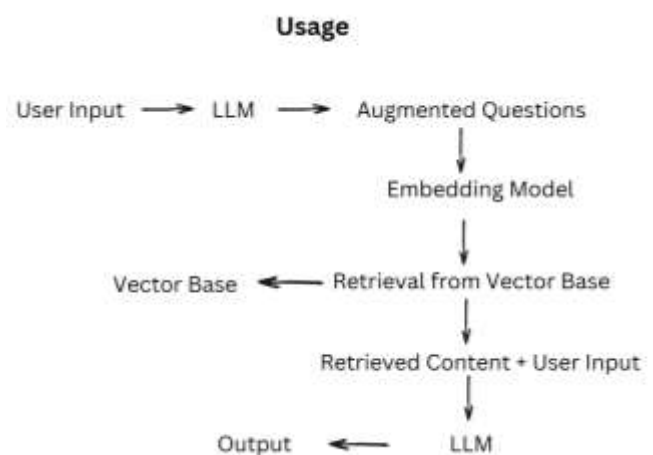 Usage
User Input LLM Augmented Questions
Embedding Model
Vector Base Retrieval from Vector Base
Retrieved Content + User Input
Output LLM